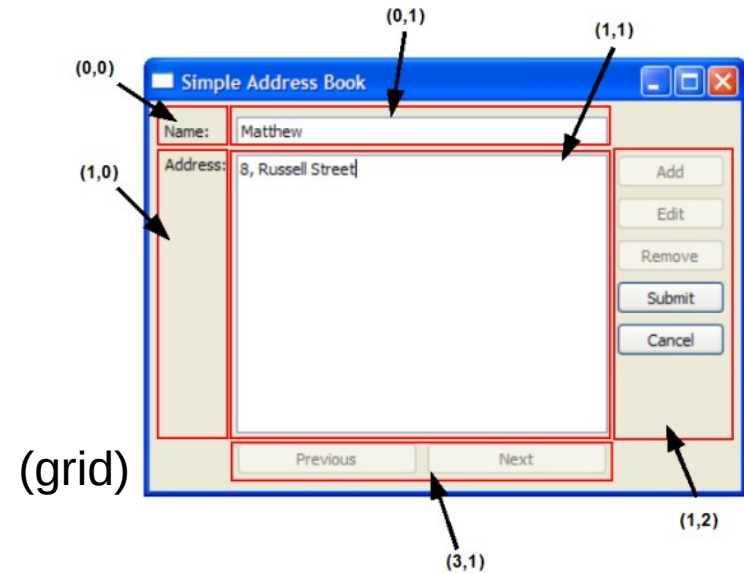 (0,1)
(1,1)
(0,0)
Simple Address Book
Name: Matthew
Address: 8, Russell Street
(1,0)
Add
Edit
Remove
Submit
Cancel
(grid)
Previous Next
(1,2)
(3,1)